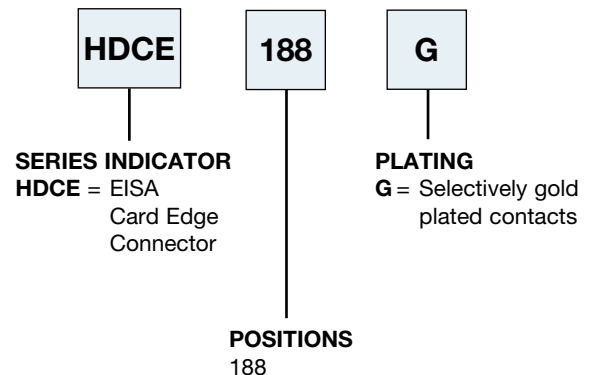 HDCE 188 G
SERIES INDICATOR
HDCE = EISA
Card Edge
Connector
PLATING
G = Selectively gold
plated contacts
POSITIONS
188